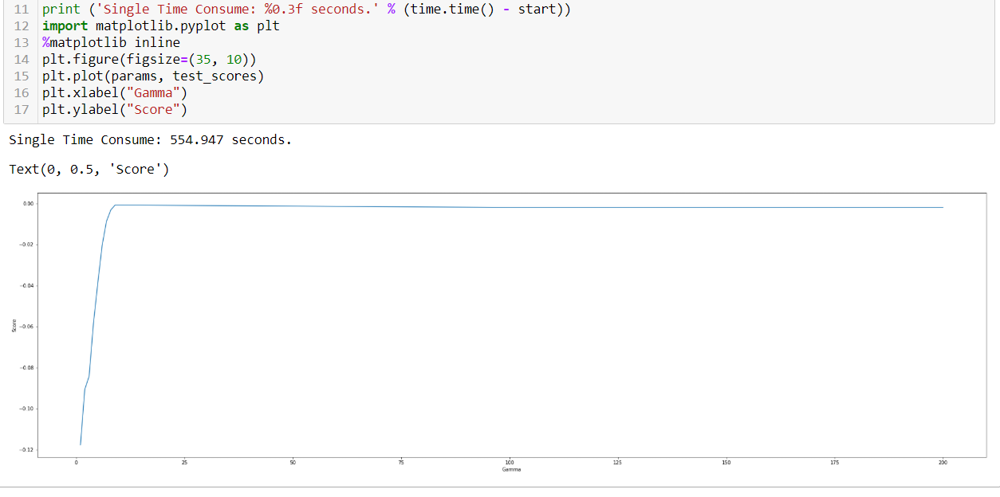 11 print ('Single Time Consume: %0.3f seconds.' % (time.time() - start))
12 import matplotlib.pyplot as plt
13 %matplotlib inline
14 plt.figure(figsize=(35, 10))
15 plt.plot(params, test_scores)
16 plt.xlabel("Gamma")
17 plt.ylabel("Score")
Single Time Consume: 554.947 seconds.
Text(0, 0.5, 'Score')
0.00
−0.02
−0.04
−0.06
−0.08
−0.10
−0.12
Score
0 25 50 75 100 125 150 175 200
Gamma